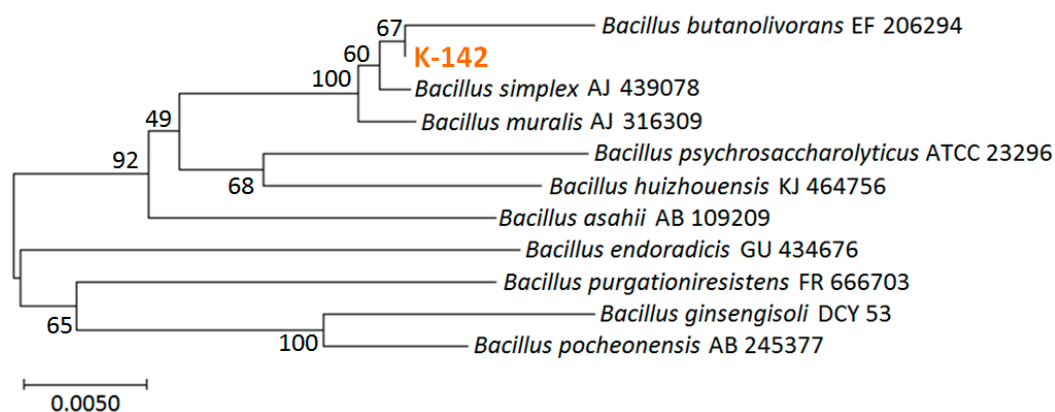 67
Bacillus butanolivorans EF 206294
60
K-142
100
Bacillus simplex AJ 439078
Bacillus muralis AJ 316309
49
92
Bacillus psychrosaccharolyticus ATCC 23296
68
Bacillus huizhouensis KJ 464756
Bacillus asahii AB 109209
Bacillus endoradicis GU 434676
Bacillus purgationiresistens FR 666703
65
Bacillus ginsengisoli DCY 53
100
Bacillus pocheonensis AB 245377
0.0050